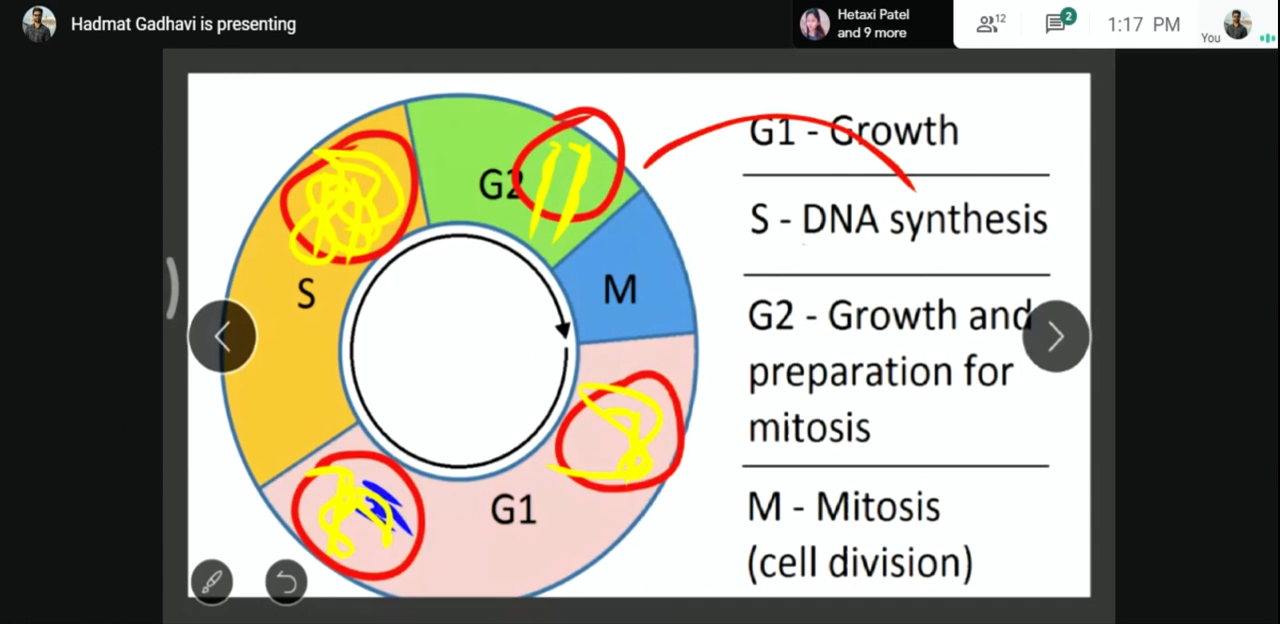 Hadmat Gadhavi is presenting
Hetaxi Patel
and 9 more
12
2
1:17 PM
You
G2
S
M
G1
G1 - Growth
S - DNA synthesis
G2 - Growth and
preparation for
mitosis
M - Mitosis
(cell division)